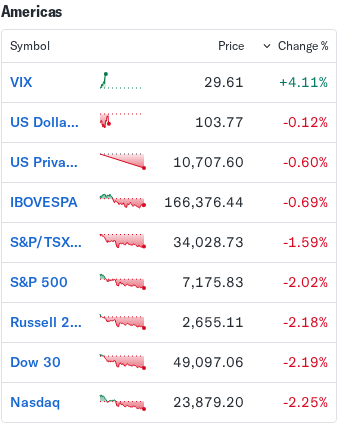 Americas
Symbol Price Change %
VIX 29.61 +4.11%
US Dolla... 103.77 -0.12%
US Priva... 10,707.60 -0.60%
IBOVESPA 166,376.44 -0.69%
S&P/TSX... 34,028.73 -1.59%
S&P 500 7,175.83 -2.02%
Russell 2... 2,655.11 -2.18%
Dow 30 49,097.06 -2.19%
Nasdaq 23,879.20 -2.25%